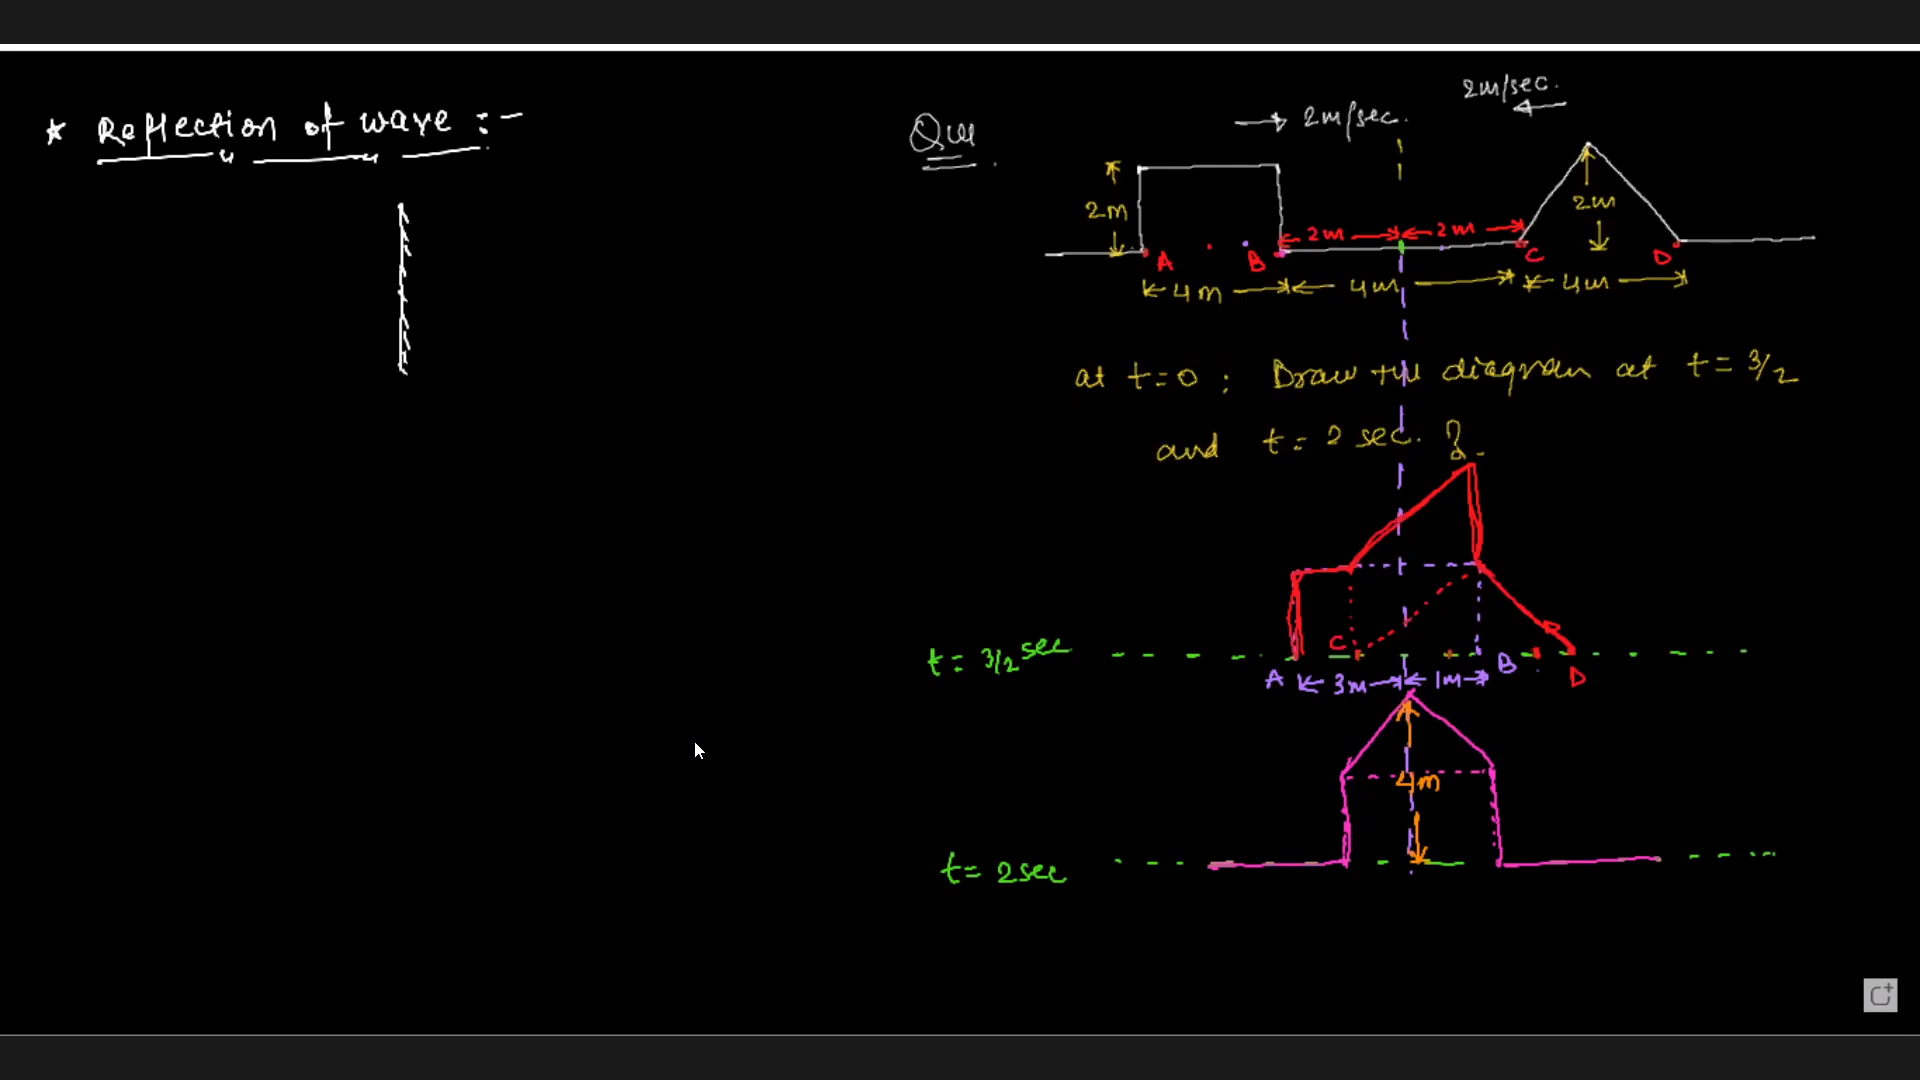 * Reflection of wave :-
Que
→ 2m/sec.
2m/sec.
2m
2m
2m
2m
A
B
C
D
4m
4m
4m
at t=0 : Draw the diagram at t = 3/2
and t = 2 sec. ?
t = 3/2 sec
C
A
3m
1m
B
D
4m
t = 2sec